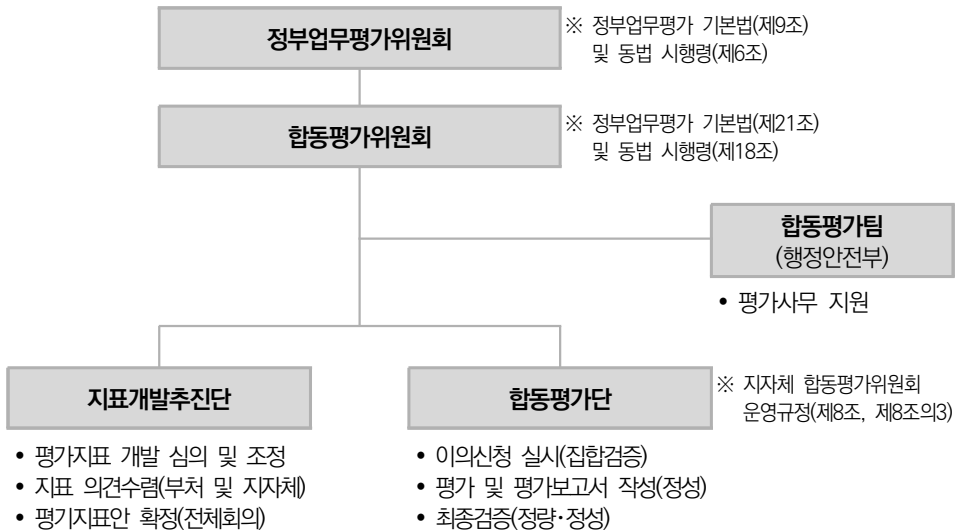 정부업무평가위원회
※ 정부업무평가 기본법(제9조)
및 동법 시행령(제6조)
합동평가위원회
※ 정부업무평가 기본법(제21조)
및 동법 시행령(제18조)
합동평가팀
(행정안전부)
• 평가사무 지원
지표개발추진단
• 평가지표 개발 심의 및 조정
• 지표 의견수렴(부처 및 지자체)
• 평기지표안 확정(전체회의)
합동평가단
※ 지자체 합동평가위원회
운영규정(제8조, 제8조의3)
• 이의신청 실시(집합검증)
• 평가 및 평가보고서 작성(정성)
• 최종검증(정량·정성)